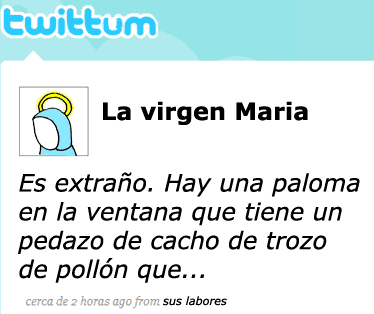 twittum
La virgen Maria
Es extraño. Hay una paloma
en la ventana que tiene un
pedazo de cacho de trozo
de pollón que...
cerca de 2 horas ago from sus labores